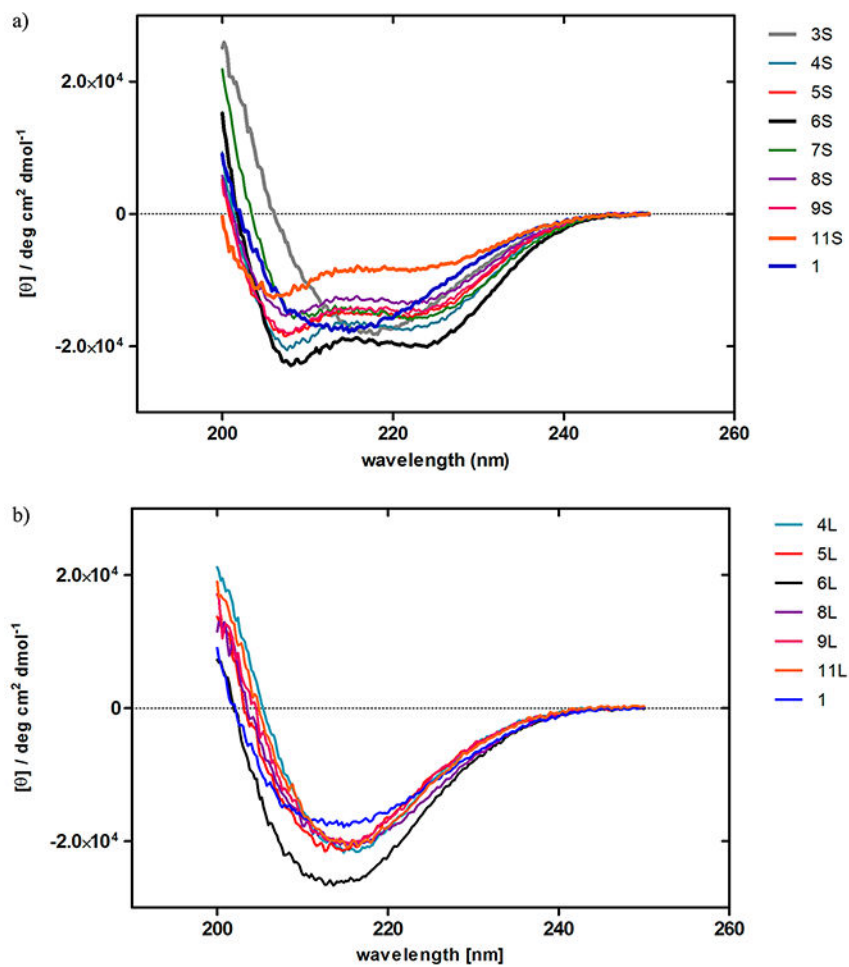 a)
3S
4S
5S
6S
7S
8S
9S
11S
1
2.0×10⁴
0
-2.0×10⁴
[θ] / deg cm² dmol⁻¹
200 220 240 260
wavelength (nm)
b)
4L
5L
6L
8L
9L
11L
1
2.0×10⁴
0
-2.0×10⁴
[θ] / deg cm² dmol⁻¹
200 220 240 260
wavelength [nm]